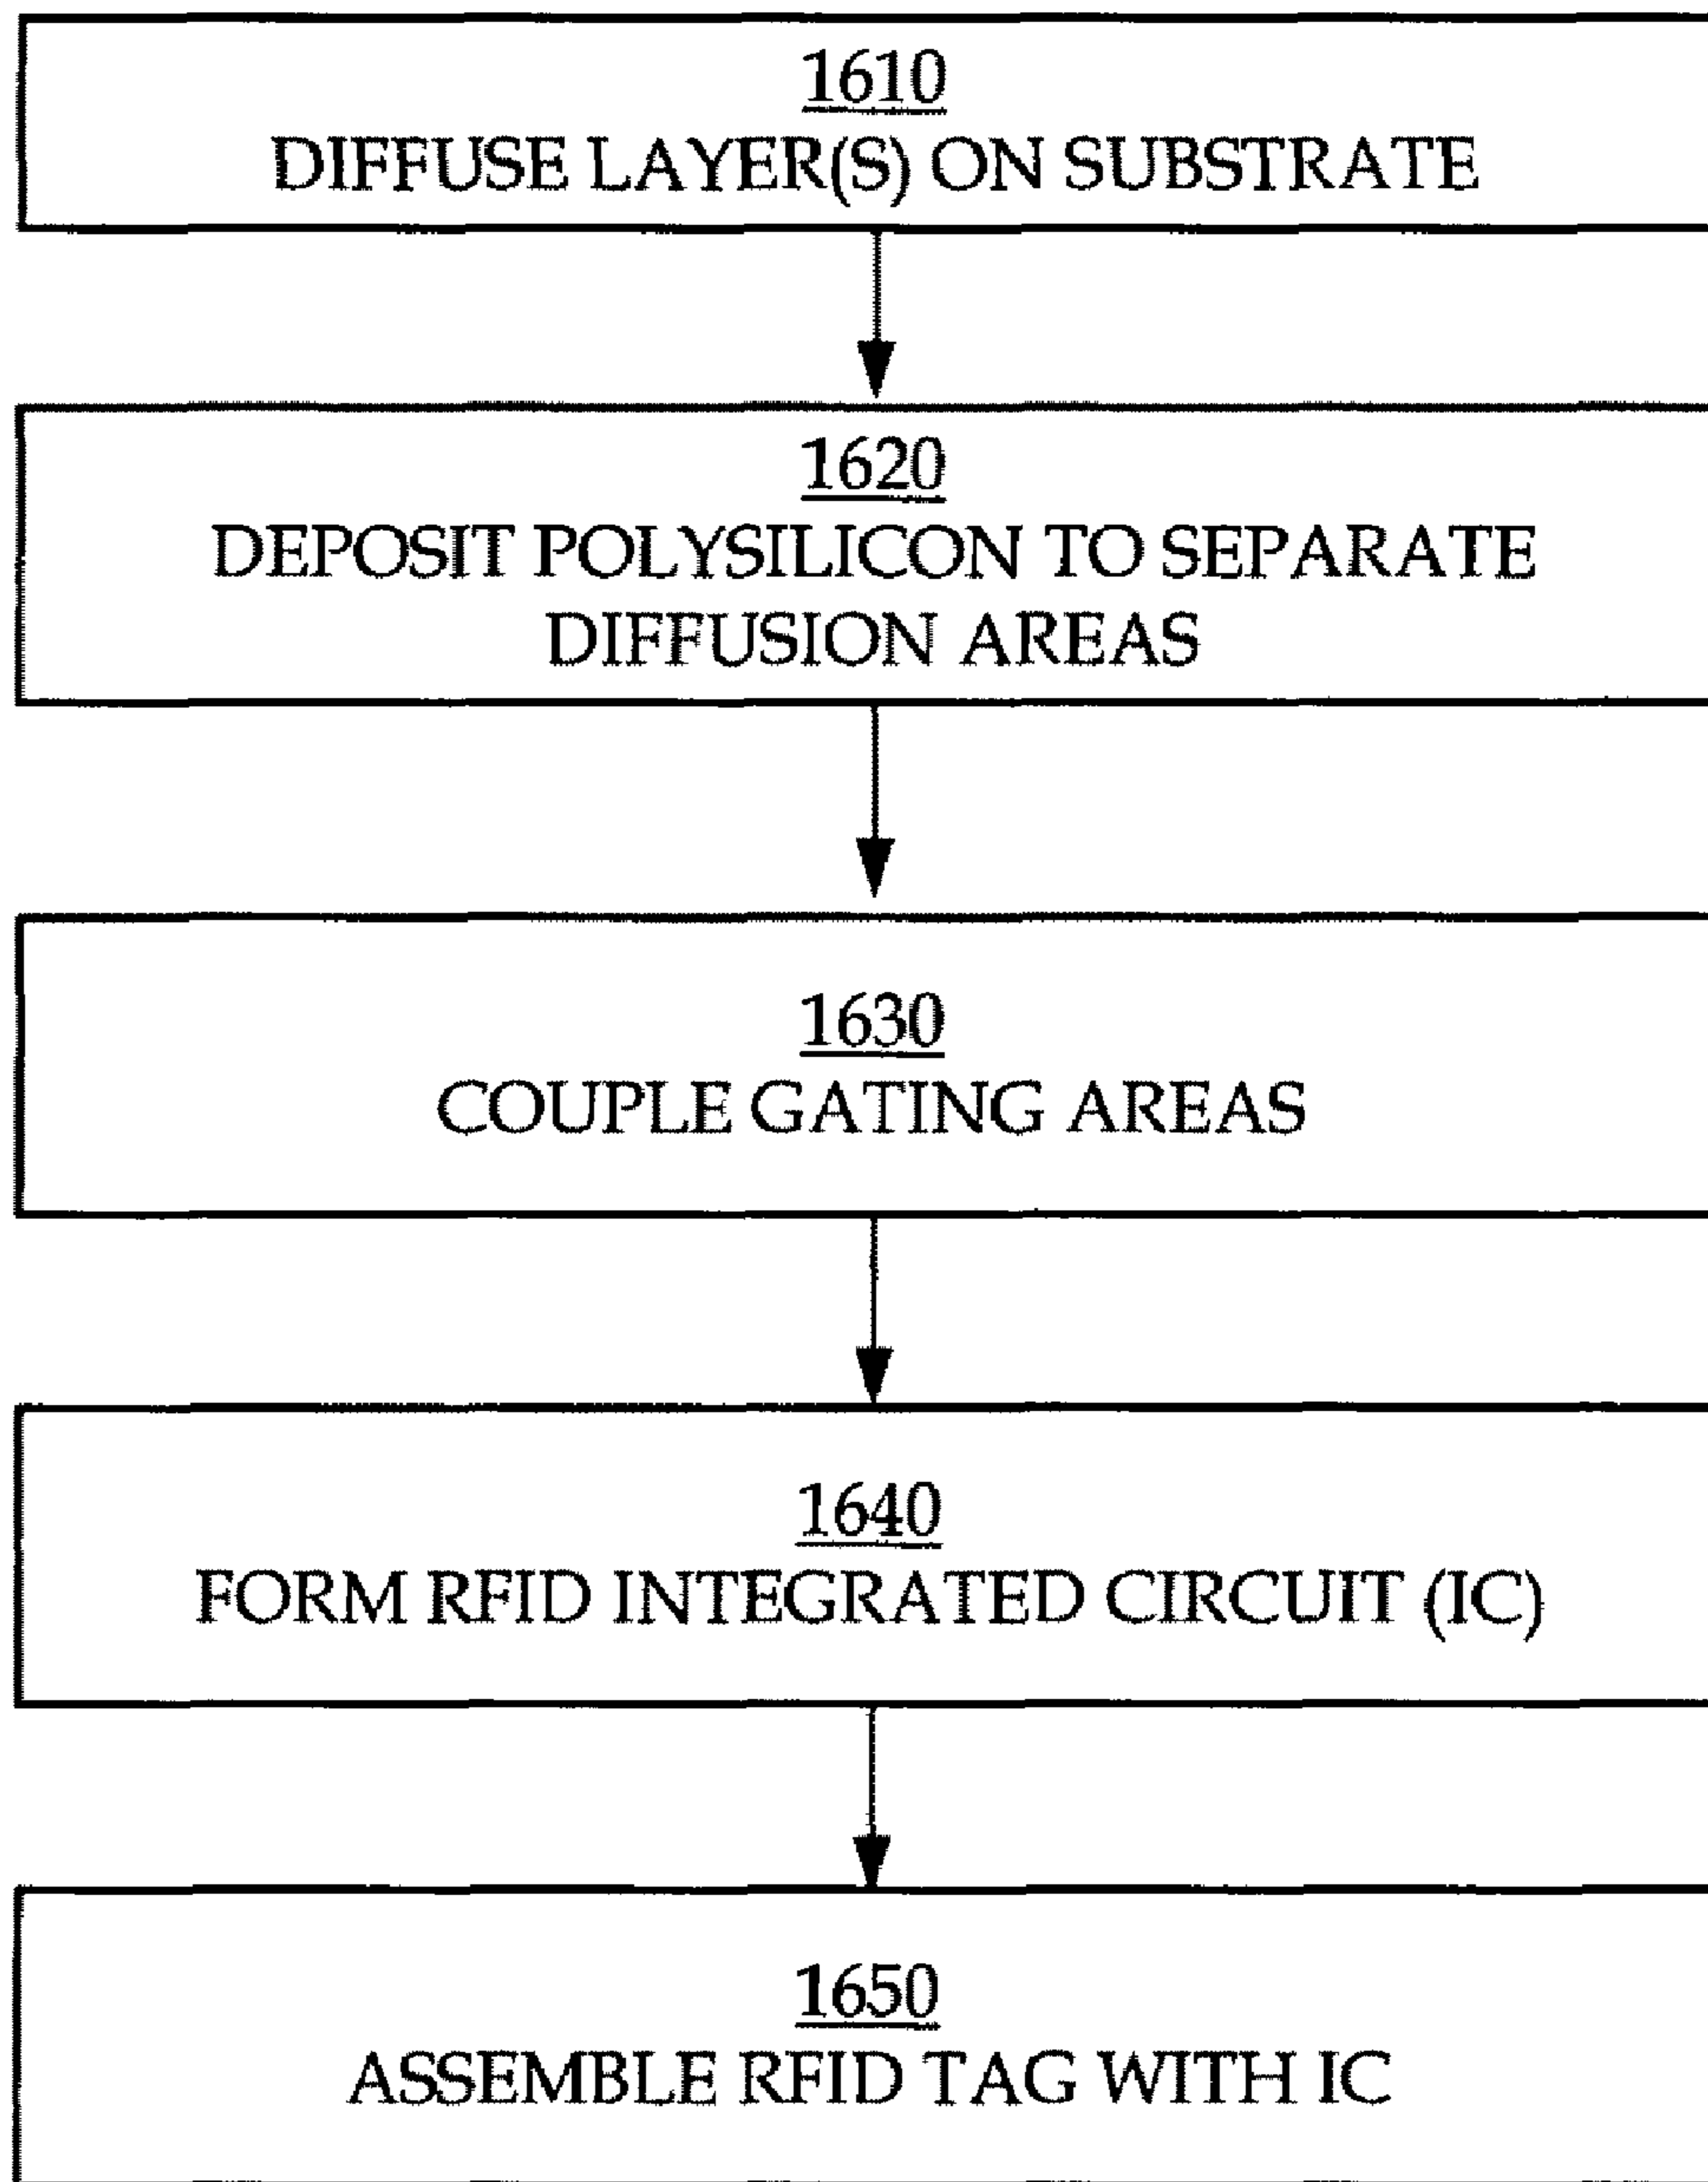 1610
DIFFUSE LAYER(S) ON SUBSTRATE
1620
DEPOSIT POLYSILICON TO SEPARATE
DIFFUSION AREAS
1630
COUPLE GATING AREAS
1640
FORM RFID INTEGRATED CIRCUIT (IC)
1650
ASSEMBLE RFID TAG WITH IC